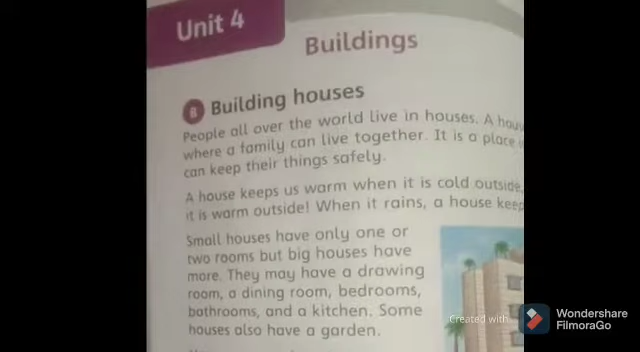 Unit 4
Buildings
B Building houses
People all over the world live in houses. A
where a family can live together. It is a place
can keep their things safely.
A house keeps us warm when it is cold outside,
it is warm outside! When it rains, a house
Small houses have only one or
two rooms but big houses have
more. They may have a drawing
room, a dining room, bedrooms,
bathrooms, and a kitchen. Some
houses also have a garden.
Created with
Wondershare
FilmoraGo